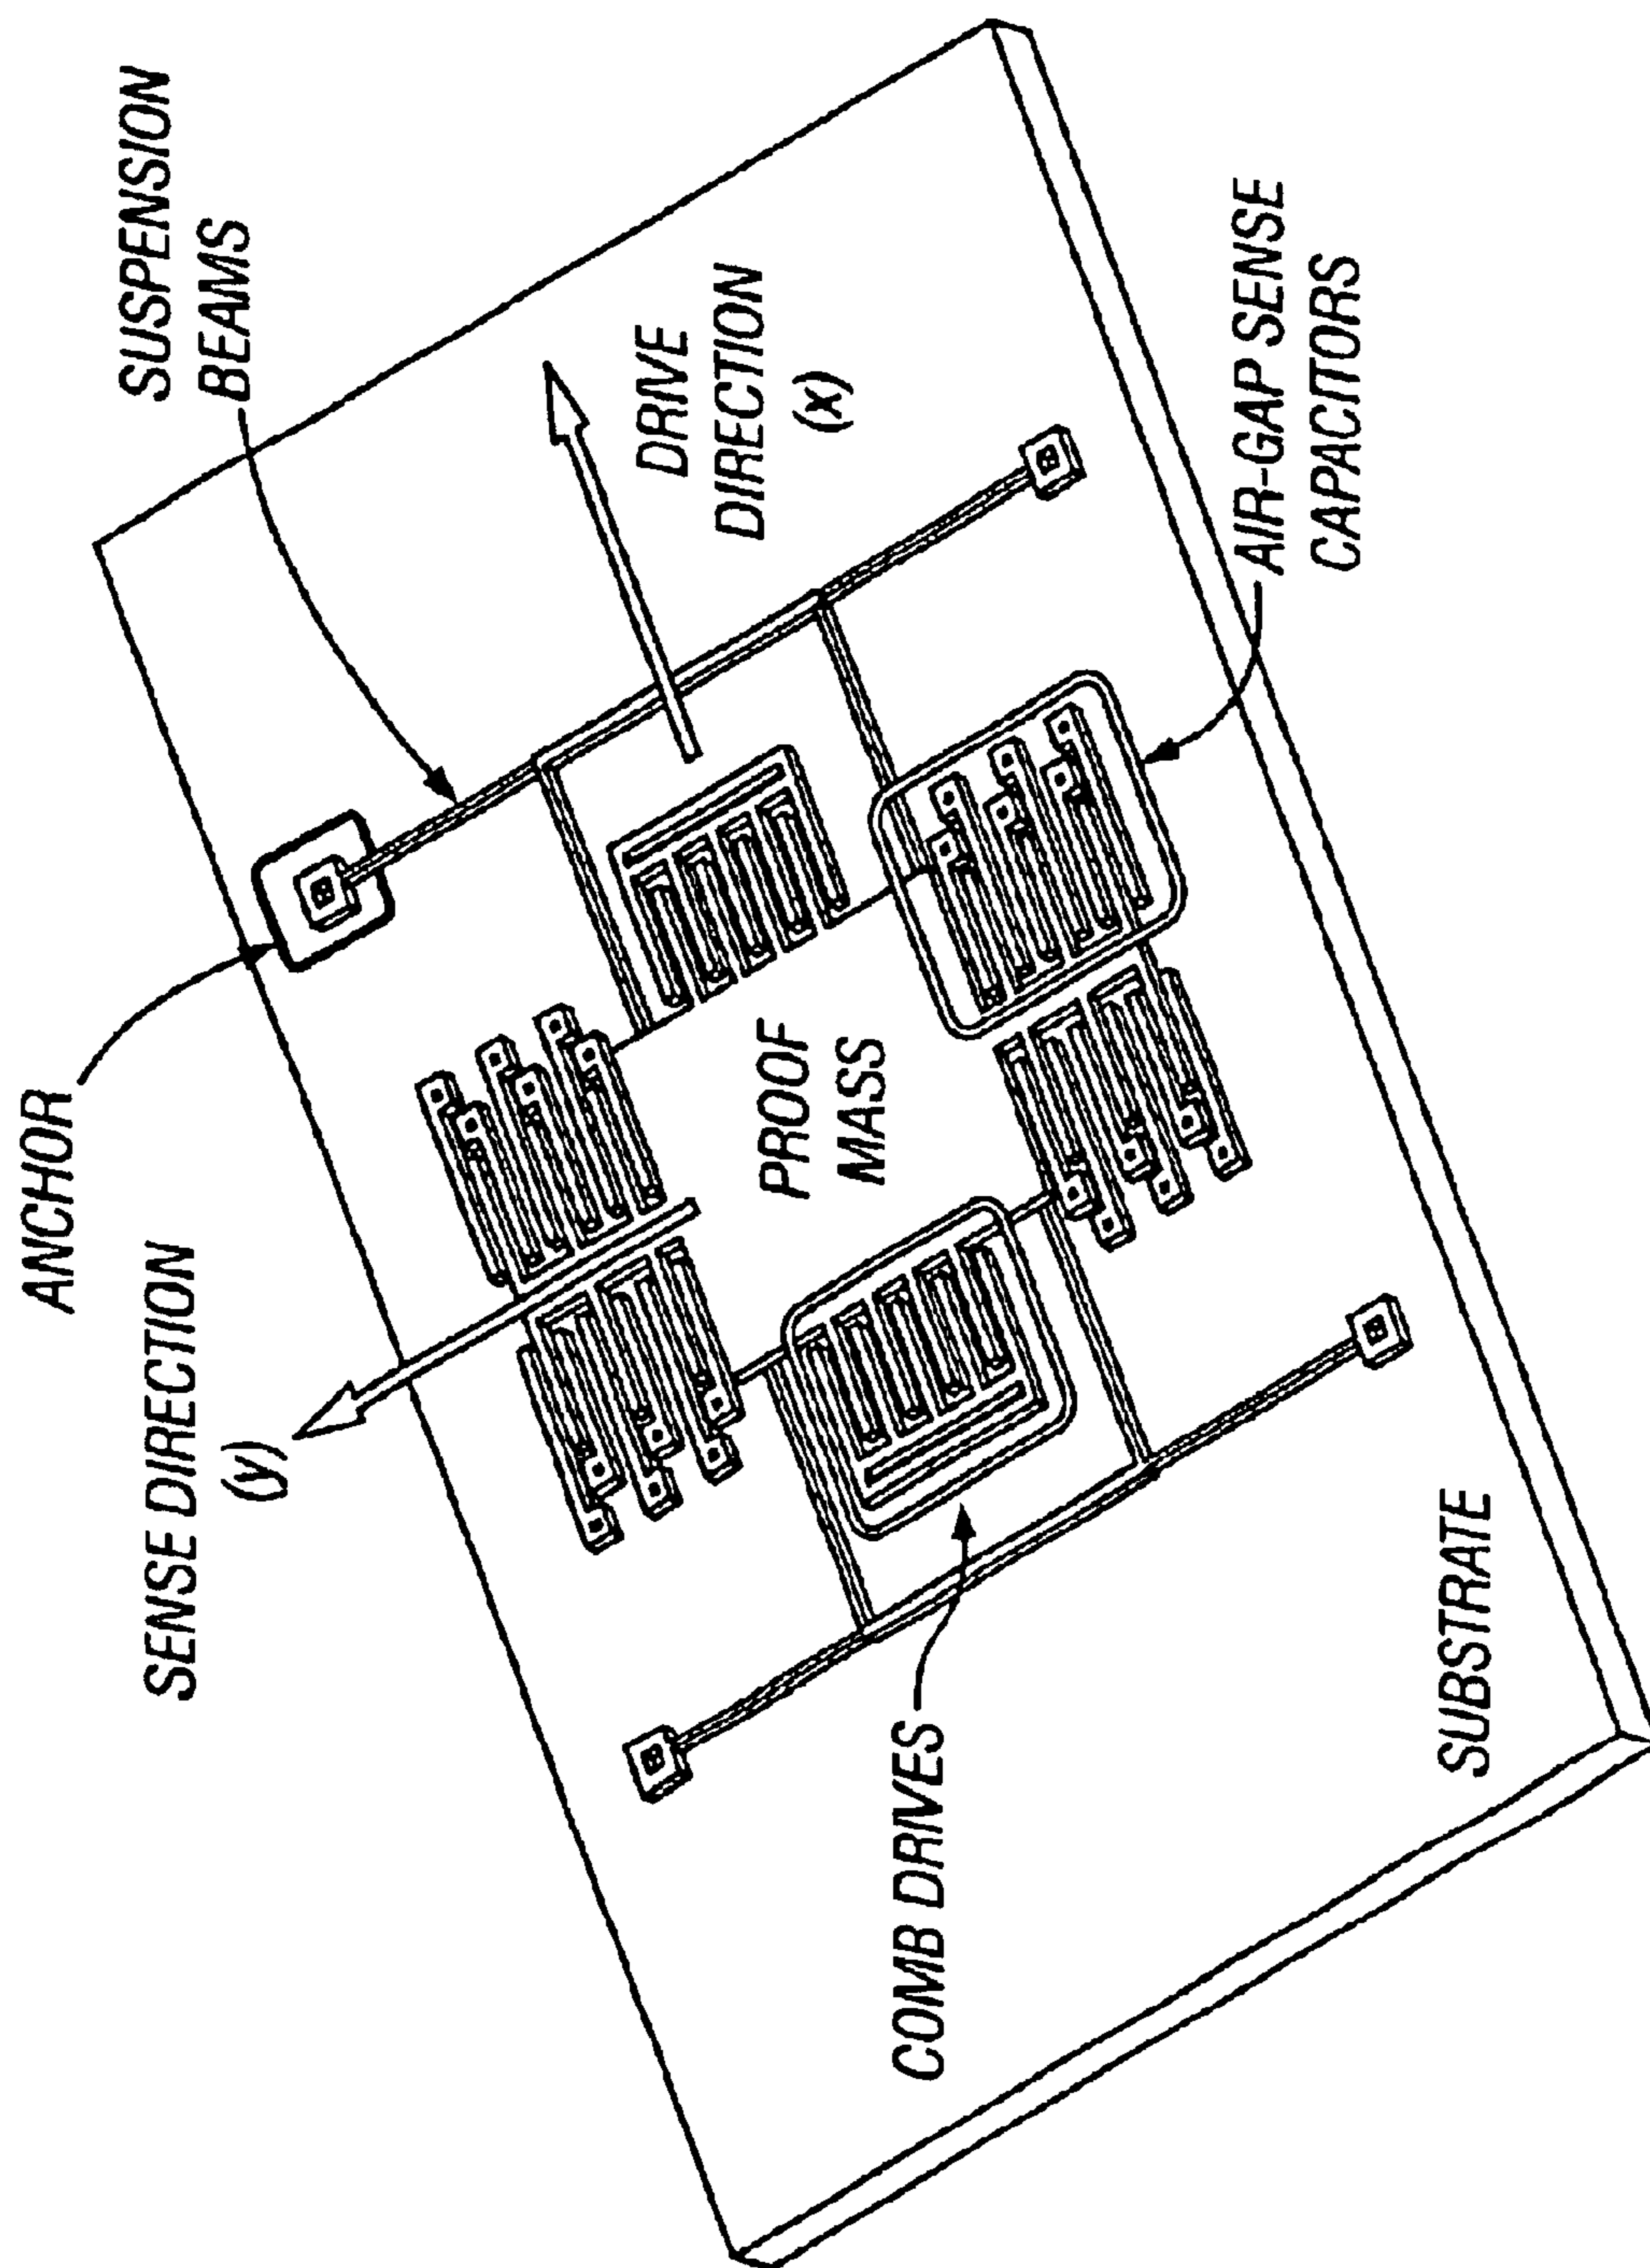 ANCHOR
SUSPENSION
BEAMS
SENSE DIRECTION
(y)
DRIVE
DIRECTION
(x)
PROOF
MASS
COMB DRIVES
AIR-GAP SENSE
CAPACITORS
SUBSTRATE